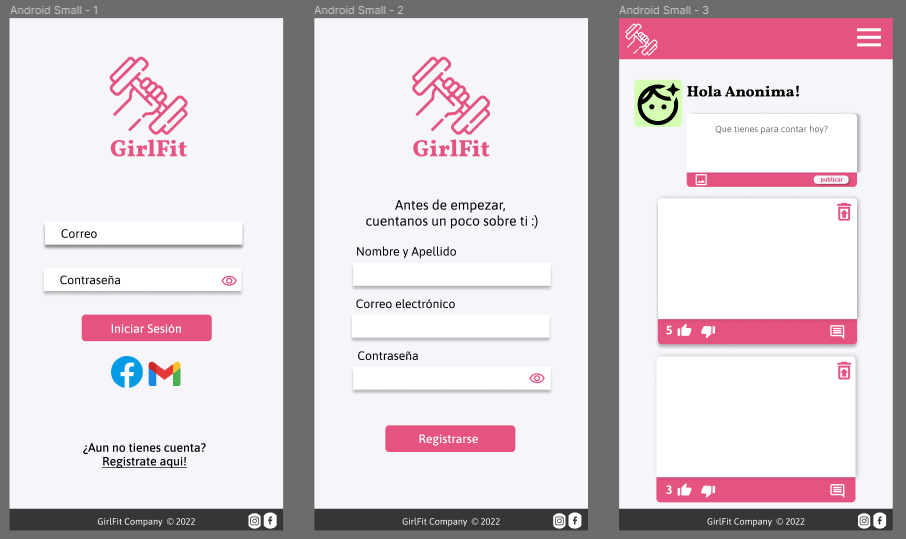 Android Small - 1
GirlFit
Correo
Contraseña
Iniciar Sesión
¿Aun no tienes cuenta?
Registrate aqui!
GirlFit Company © 2022
Android Small - 2
GirlFit
Antes de empezar,
cuentanos un poco sobre ti :)
Nombre y Apellido
Correo electrónico
Contraseña
Registrarse
GirlFit Company © 2022
Android Small - 3
Hola Anonima!
Que tienes para contar hoy?
publicar
5
3
GirlFit Company © 2022